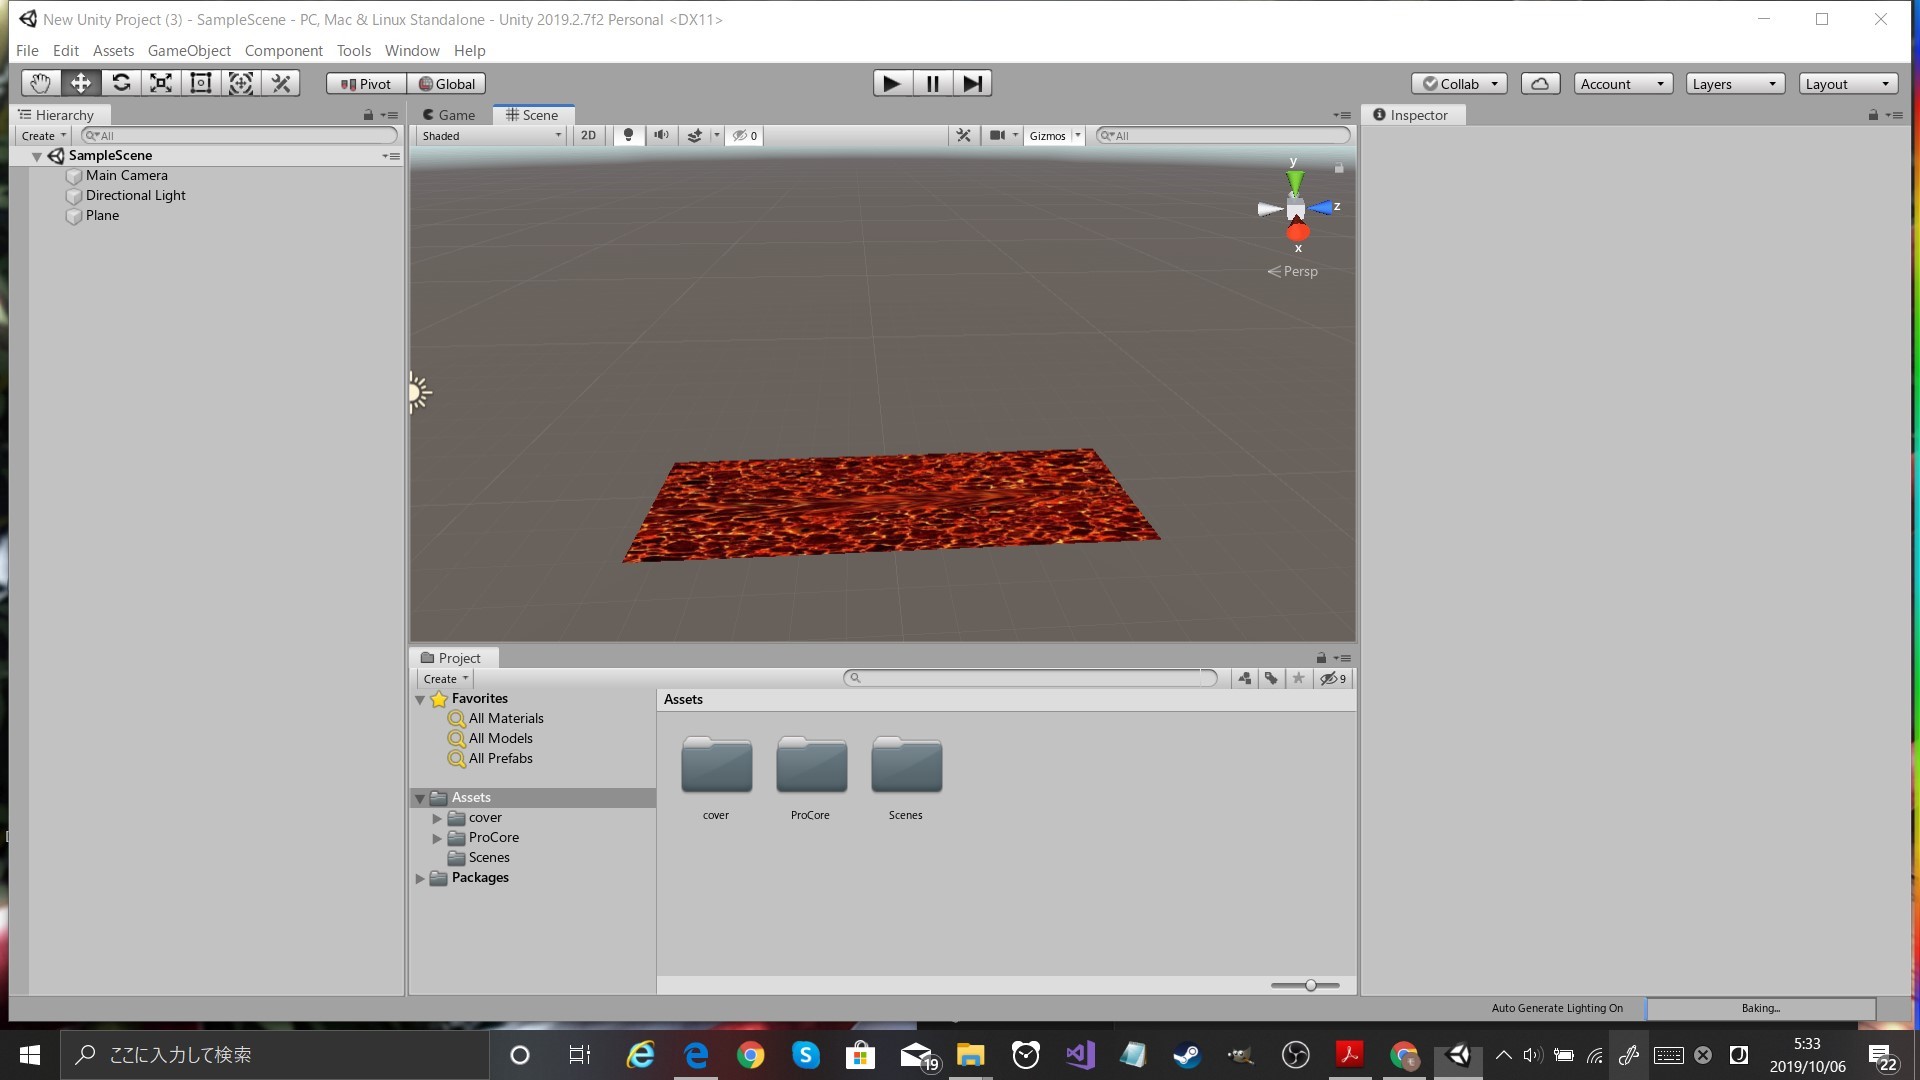 New Unity Project (3) - SampleScene - PC, Mac & Linux Standalone - Unity 2019.2.7f2 Personal <DX11>
File Edit Assets GameObject Component Tools Window Help
Pivot Global Collab Account Layers Layout
Hierarchy Game Scene Inspector
Create All Shaded 2D 0 Gizmos All
SampleScene
Main Camera
Directional Light
Plane
y
z
x
Persp
Project
Create 9
Favorites
All Materials
All Models
All Prefabs
Assets
cover
ProCore
Scenes
Packages
Assets
cover ProCore Scenes
Auto Generate Lighting On Baking...
ここに入力して検索
19
5:33
2019/10/06
22